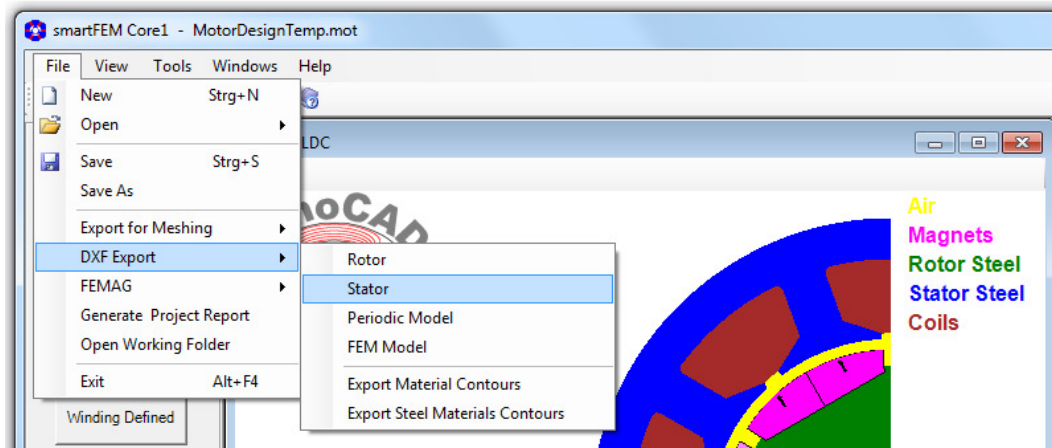 smartFEM Core1 - MotorDesignTemp.mot
File View Tools Windows Help
New Strg+N
Open
LDC
Save Strg+S
Save As
Export for Meshing
DXF Export
FEMAG
Generate Project Report
Open Working Folder
Exit Alt+F4
Rotor
Stator
Periodic Model
FEM Model
Export Material Contours
Export Steel Materials Contours
Air
Magnets
Rotor Steel
Stator Steel
Coils
Winding Defined